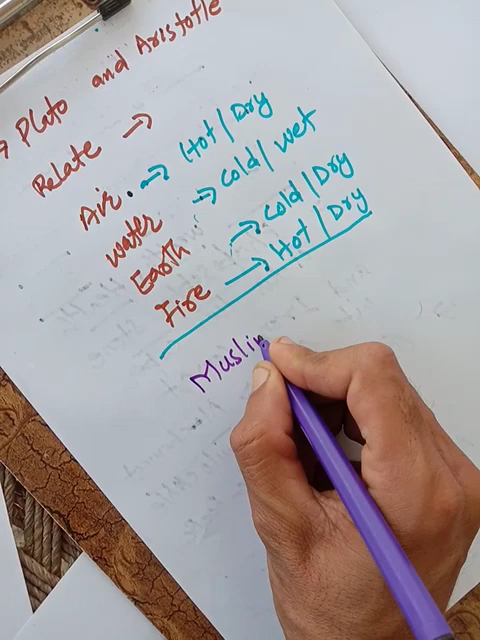 → Plato and Aristotle
Relate →
Air → Hot/Dry
Water → Cold/Wet
Earth → Cold/Dry
Fire → Hot/Dry
Muslim